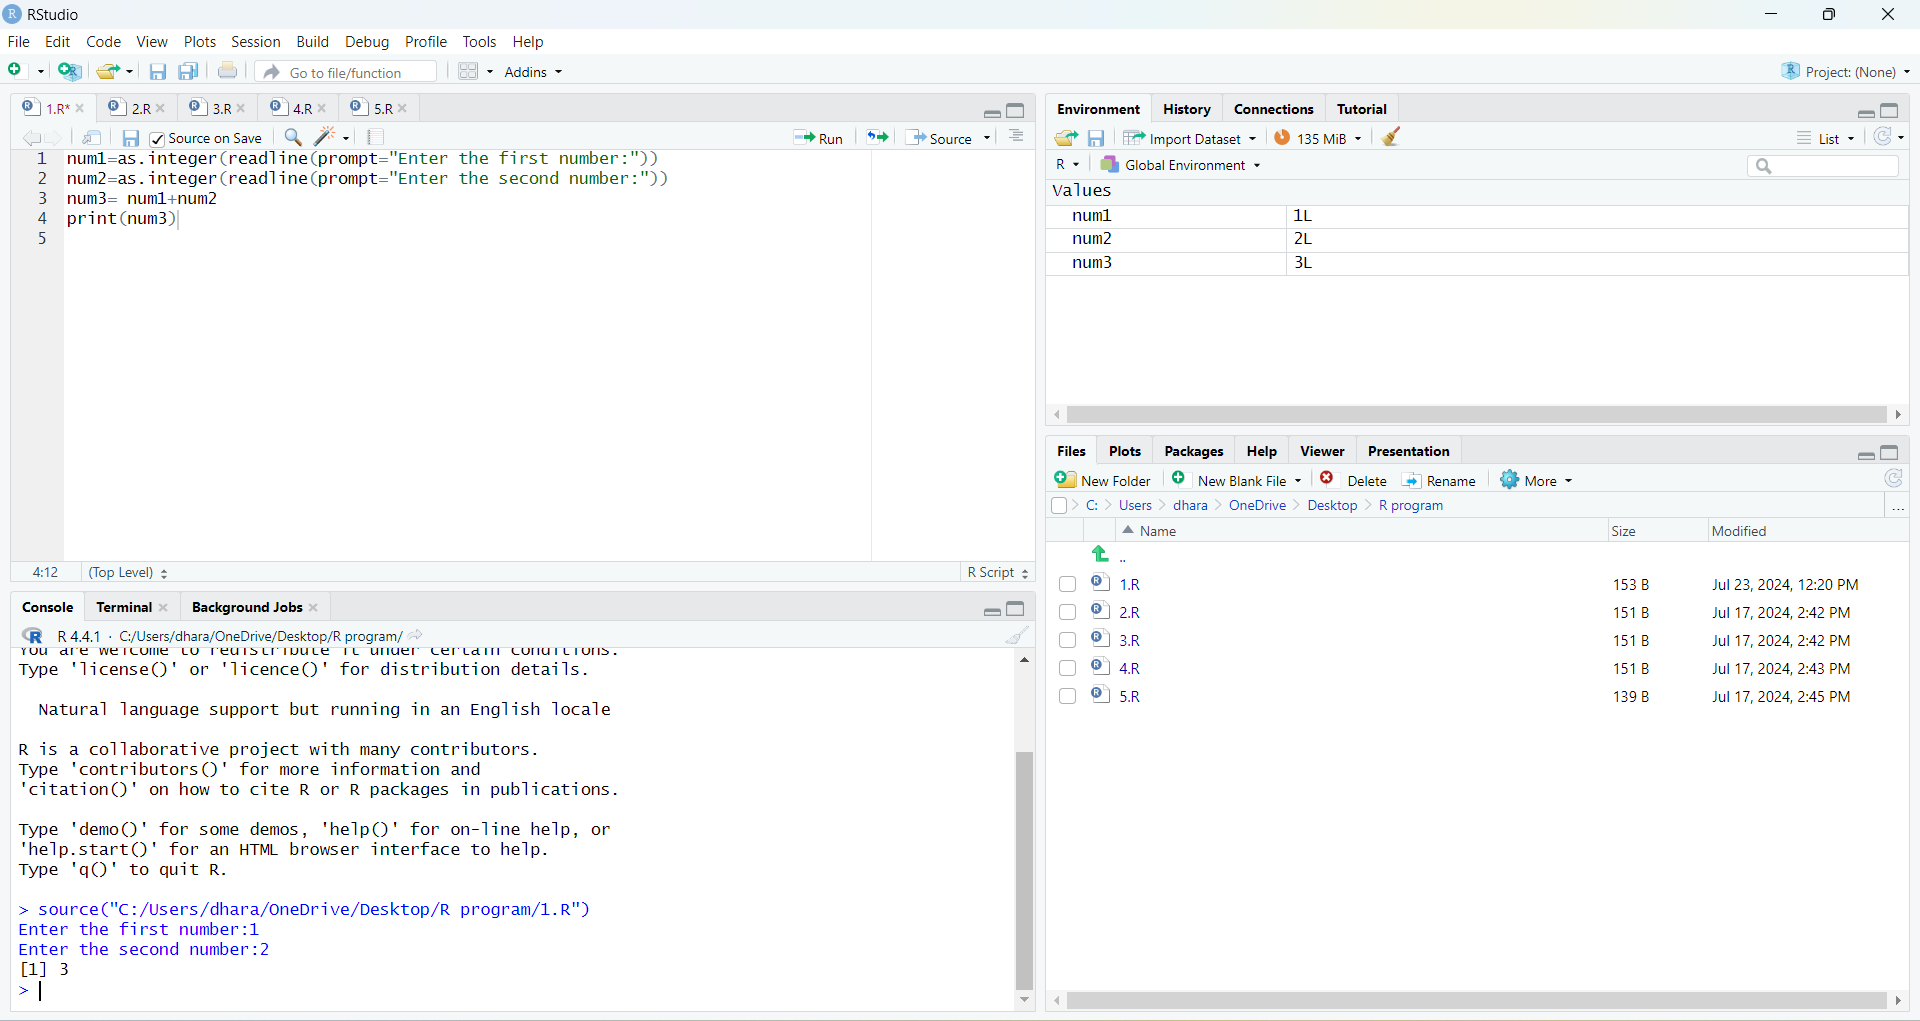 RStudio
File Edit Code View Plots Session Build Debug Profile Tools Help
Go to file/function Addins Project: (None)
1.R* 2.R 3.R 4.R 5.R
Source on Save Run Source
1 num1=as.integer(readline(prompt="Enter the first number:"))
2 num2=as.integer(readline(prompt="Enter the second number:"))
3 num3= num1+num2
4 print(num3)
5
4:12 (Top Level) R Script
Console Terminal Background Jobs
R 4.4.1 · C:/Users/dhara/OneDrive/Desktop/R program/
You are welcome to redistribute it under certain conditions.
Type 'license()' or 'licence()' for distribution details.
Natural language support but running in an English locale
R is a collaborative project with many contributors.
Type 'contributors()' for more information and
'citation()' on how to cite R or R packages in publications.
Type 'demo()' for some demos, 'help()' for on-line help, or
'help.start()' for an HTML browser interface to help.
Type 'q()' to quit R.
> source("C:/Users/dhara/OneDrive/Desktop/R program/1.R")
Enter the first number:1
Enter the second number:2
[1] 3
>
Environment History Connections Tutorial
Import Dataset 135 MiB List
R Global Environment
Values
num1 1L
num2 2L
num3 3L
Files Plots Packages Help Viewer Presentation
New Folder New Blank File Delete Rename More
C: > Users > dhara > OneDrive > Desktop > R program ...
Name Size Modified
..
1.R 153 B Jul 23, 2024, 12:20 PM
2.R 151 B Jul 17, 2024, 2:42 PM
3.R 151 B Jul 17, 2024, 2:42 PM
4.R 151 B Jul 17, 2024, 2:43 PM
5.R 139 B Jul 17, 2024, 2:45 PM